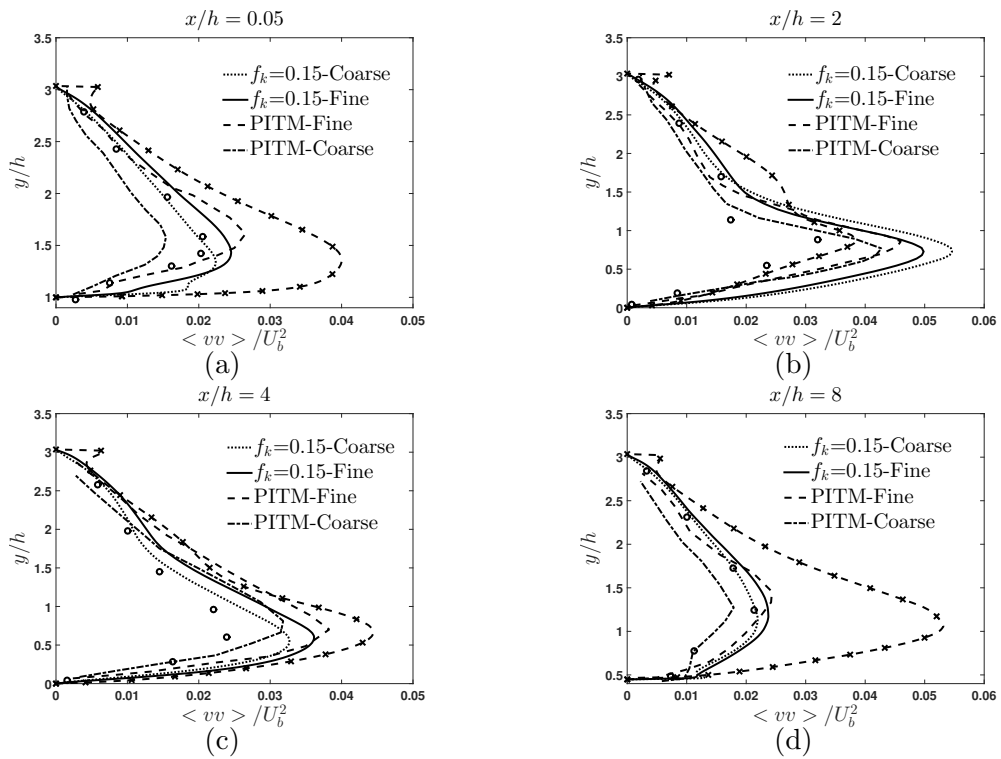 x/h = 0.05
3.5
3
2.5
2
1.5
1
0
0.01
0.02
0.03
0.04
0.05
y/h
< vv > /U_b^2
f_k=0.15-Coarse
f_k=0.15-Fine
PITM-Fine
PITM-Coarse
(a)
x/h = 2
3.5
3
2.5
2
1.5
1
0.5
0
0
0.01
0.02
0.03
0.04
0.05
0.06
y/h
< vv > /U_b^2
f_k=0.15-Coarse
f_k=0.15-Fine
PITM-Fine
PITM-Coarse
(b)
x/h = 4
3.5
3
2.5
2
1.5
1
0.5
0
0
0.01
0.02
0.03
0.04
0.05
y/h
< vv > /U_b^2
f_k=0.15-Coarse
f_k=0.15-Fine
PITM-Fine
PITM-Coarse
(c)
x/h = 8
3.5
3
2.5
2
1.5
1
0.5
0
0.01
0.02
0.03
0.04
0.05
0.06
y/h
< vv > /U_b^2
f_k=0.15-Coarse
f_k=0.15-Fine
PITM-Fine
PITM-Coarse
(d)